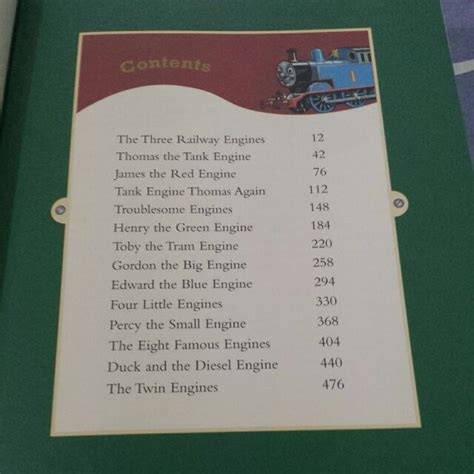 Contents
The Three Railway Engines 12
Thomas the Tank Engine 42
James the Red Engine 76
Tank Engine Thomas Again 112
Troublesome Engines 148
Henry the Green Engine 184
Toby the Tram Engine 220
Gordon the Big Engine 258
Edward the Blue Engine 294
Four Little Engines 330
Percy the Small Engine 368
The Eight Famous Engines 404
Duck and the Diesel Engine 440
The Twin Engines 476
1